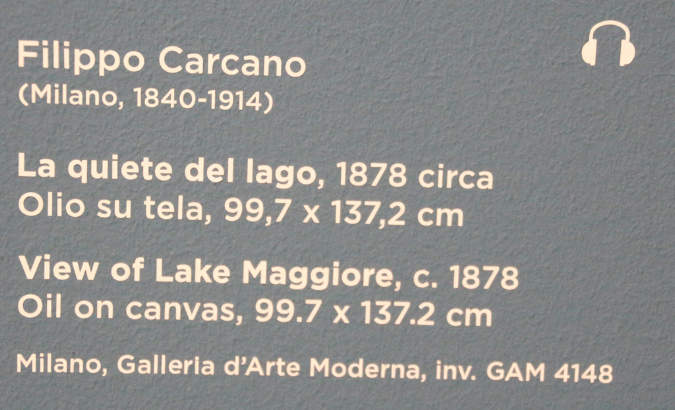 Filippo Carcano
(Milano, 1840-1914)
La quiete del lago, 1878 circa
Olio su tela, 99,7 x 137,2 cm
View of Lake Maggiore, c. 1878
Oil on canvas, 99.7 x 137.2 cm
Milano, Galleria d'Arte Moderna, inv. GAM 4148